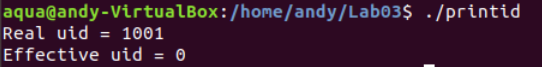 aqua@andy-VirtualBox:/home/andy/Lab03$ ./printid
Real uid = 1001
Effective uid = 0